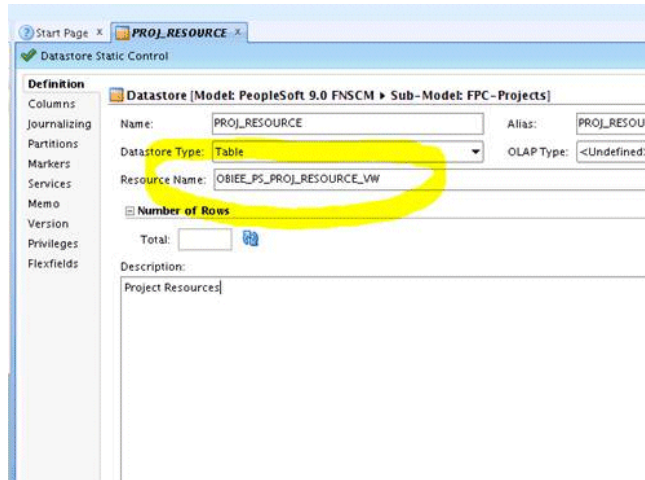 Start Page x PROJ_RESOURCE x
Datastore Static Control
Definition
Columns
Journalizing
Partitions
Markers
Services
Memo
Version
Privileges
Flexfields
Datastore [Model: PeopleSoft 9.0 FNSCM ▸ Sub-Model: FPC-Projects]
Name: PROJ_RESOURCE Alias: PROJ_RESOU
Datastore Type: Table OLAP Type: <Undefined>
Resource Name: OBIEE_PS_PROJ_RESOURCE_VW
Number of Rows
Total:
Description:
Project Resources